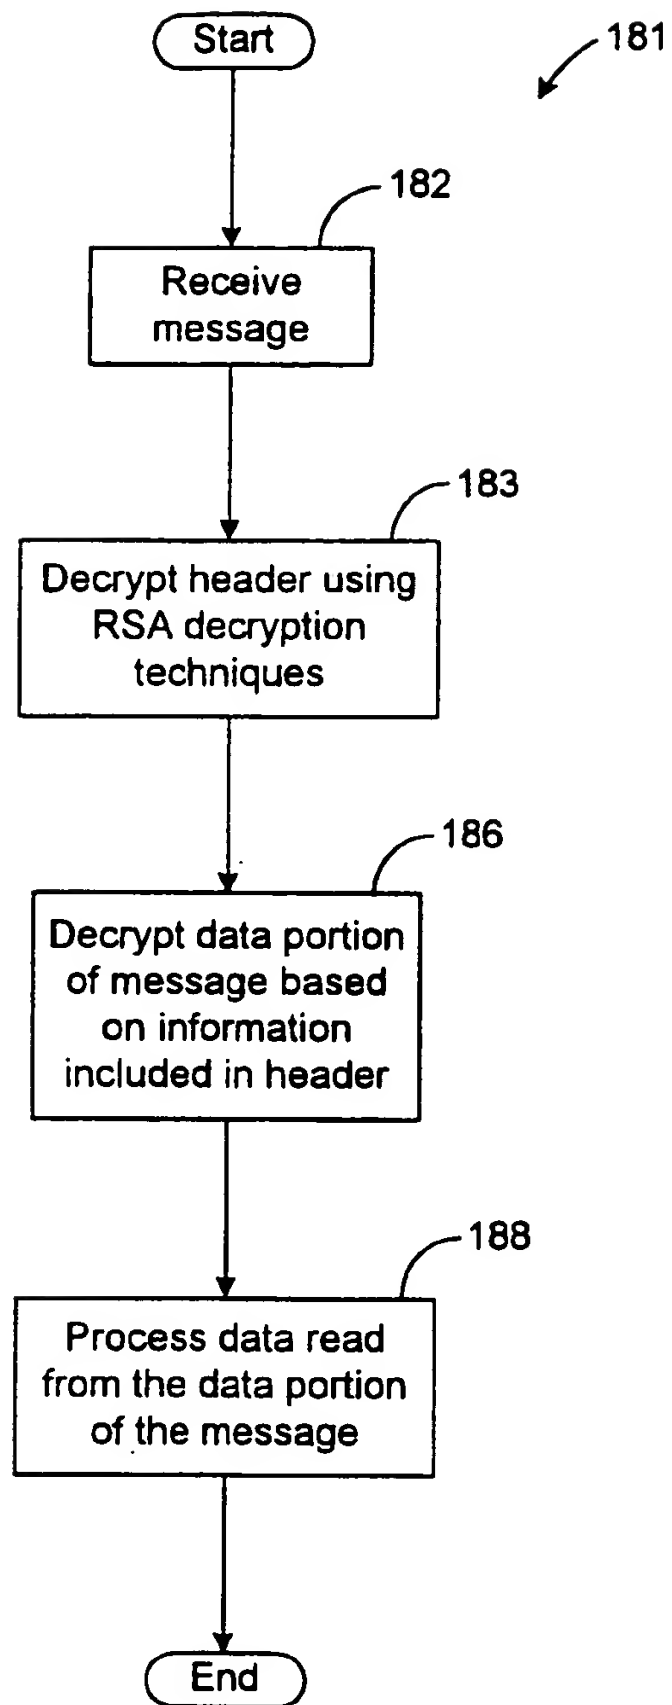 Start
181
182
Receive
message
183
Decrypt header using
RSA decryption
techniques
186
Decrypt data portion
of message based
on information
included in header
188
Process data read
from the data portion
of the message
End